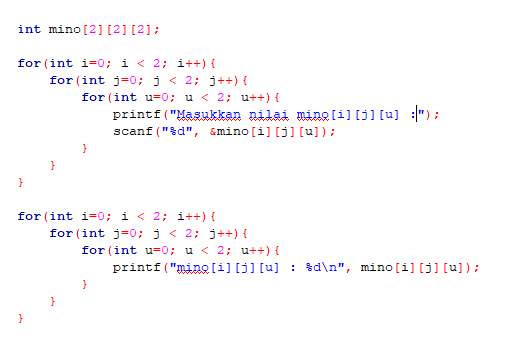 int mino[2][2][2];
for(int i=0; i < 2; i++){
for(int j=0; j < 2; j++){
for(int u=0; u < 2; u++){
printf("Masukkan nilai mino[i][j][u] :");
scanf("%d", &mino[i][j][u]);
}
}
}
for(int i=0; i < 2; i++){
for(int j=0; j < 2; j++){
for(int u=0; u < 2; u++){
printf("mino[i][j][u] : %d\n", mino[i][j][u]);
}
}
}